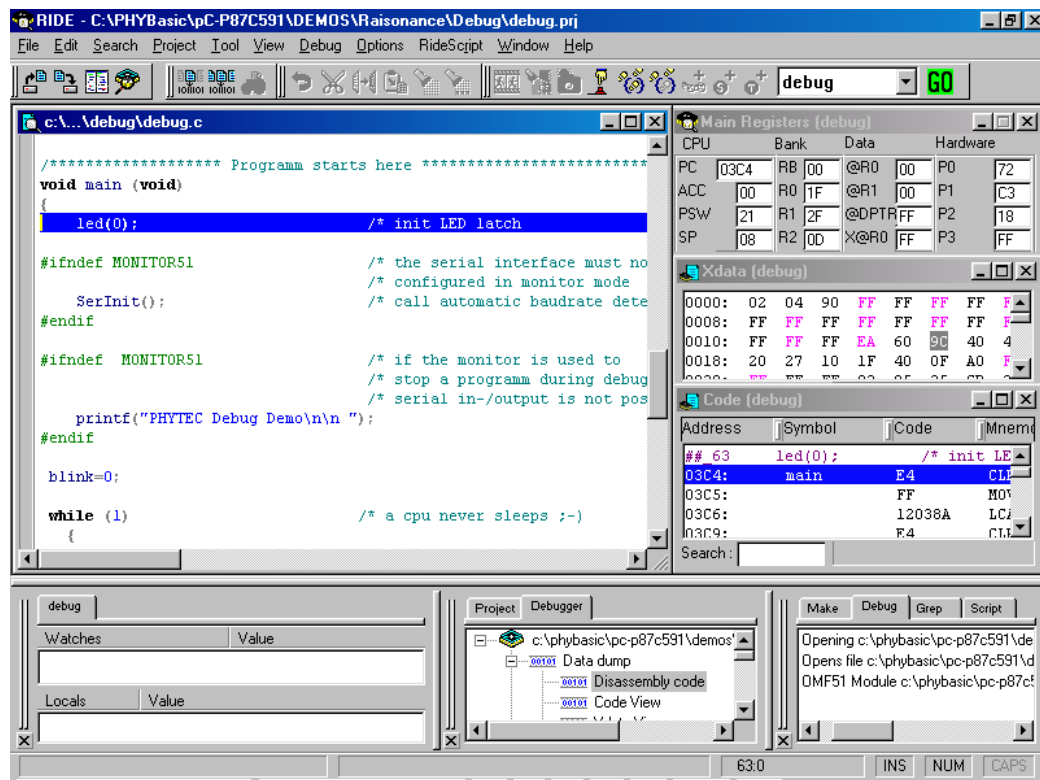 RIDE - C:\PHYBasic\pC-P87C591\DEMOS\Raisonance\Debug\debug.prj
File Edit Search Project Tool View Debug Options RideScript Window Help
debug GO
c:\...\debug\debug.c
/******************* Programm starts here *************************
void main (void)
{
led(0); /* init LED latch
#ifndef MONITOR51 /* the serial interface must no
/* configured in monitor mode
SerInit(); /* call automatic baudrate dete
#endif
#ifndef MONITOR51 /* if the monitor is used to
/* stop a programm during debug
/* serial in-/output is not pos
printf("PHYTEC Debug Demo\n\n ");
#endif
blink=0;
while (1) /* a cpu never sleeps ;-)
{
Main Registers (debug)
CPU Bank Data Hardware
PC 03C4 RB 00 @R0 00 P0 72
ACC 00 R0 1F @R1 00 P1 C3
PSW 21 R1 2F @DPTR FF P2 18
SP 08 R2 0D X@R0 FF P3 FF
Xdata (debug)
0000: 02 04 90 FF FF FF FF F
0008: FF FF FF FF FF FF FF F
0010: FF FF FF EA 60 9C 40 4
0018: 20 27 10 1F 40 0F A0 F
Code (debug)
Address Symbol Code Mnem
##_63 led(0); /* init LE
03C4: main E4 CL
03C5: FF MOV
03C6: 12038A LC
03C9: E4 CL
Search :
debug
Watches Value
Locals Value
Project Debugger
c:\phybasic\pc-p87c591\demos
Data dump
Disassembly code
Code View
Make Debug Grep Script
Opening c:\phybasic\pc-p87c591\de
Opens file c:\phybasic\pc-p87c591\d
OMF51 Module c:\phybasic\pc-p87c5
63:0 INS NUM CAPS